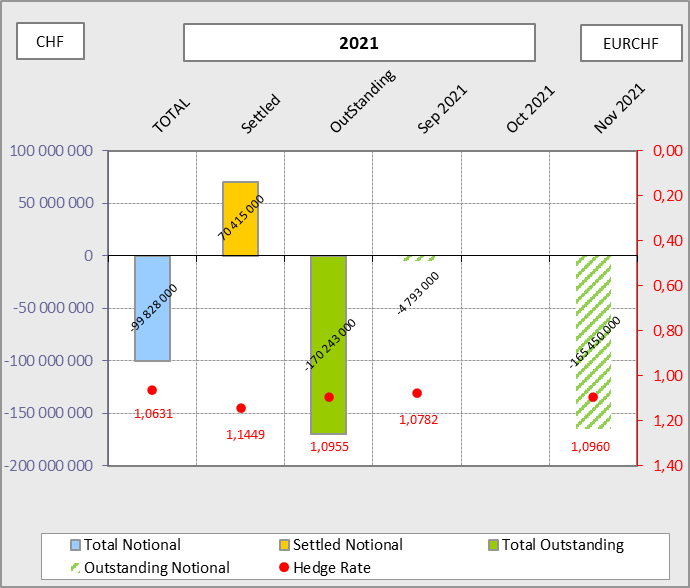 CHF
2021
EURCHF
TOTAL
Settled
OutStanding
Sep 2021
Oct 2021
Nov 2021
100 000 000
50 000 000
0
-50 000 000
-100 000 000
-150 000 000
-200 000 000
0,00
0,20
0,40
0,60
0,80
1,00
1,20
1,40
-99 828 000
70 415 000
-170 243 000
-4 793 000
-165 450 000
1,0631
1,1449
1,0955
1,0782
1,0960
Total Notional
Settled Notional
Total Outstanding
Outstanding Notional
Hedge Rate